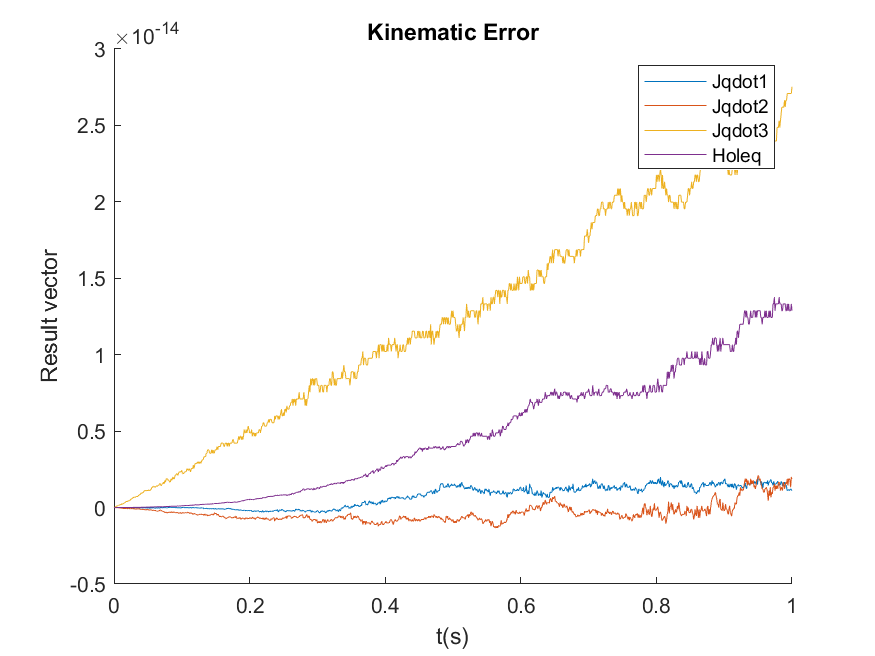 ×10-14
Kinematic Error
3
2.5
2
1.5
1
0.5
0
-0.5
Result vector
Jqdot1
Jqdot2
Jqdot3
Holeq
0 0.2 0.4 0.6 0.8 1
t(s)